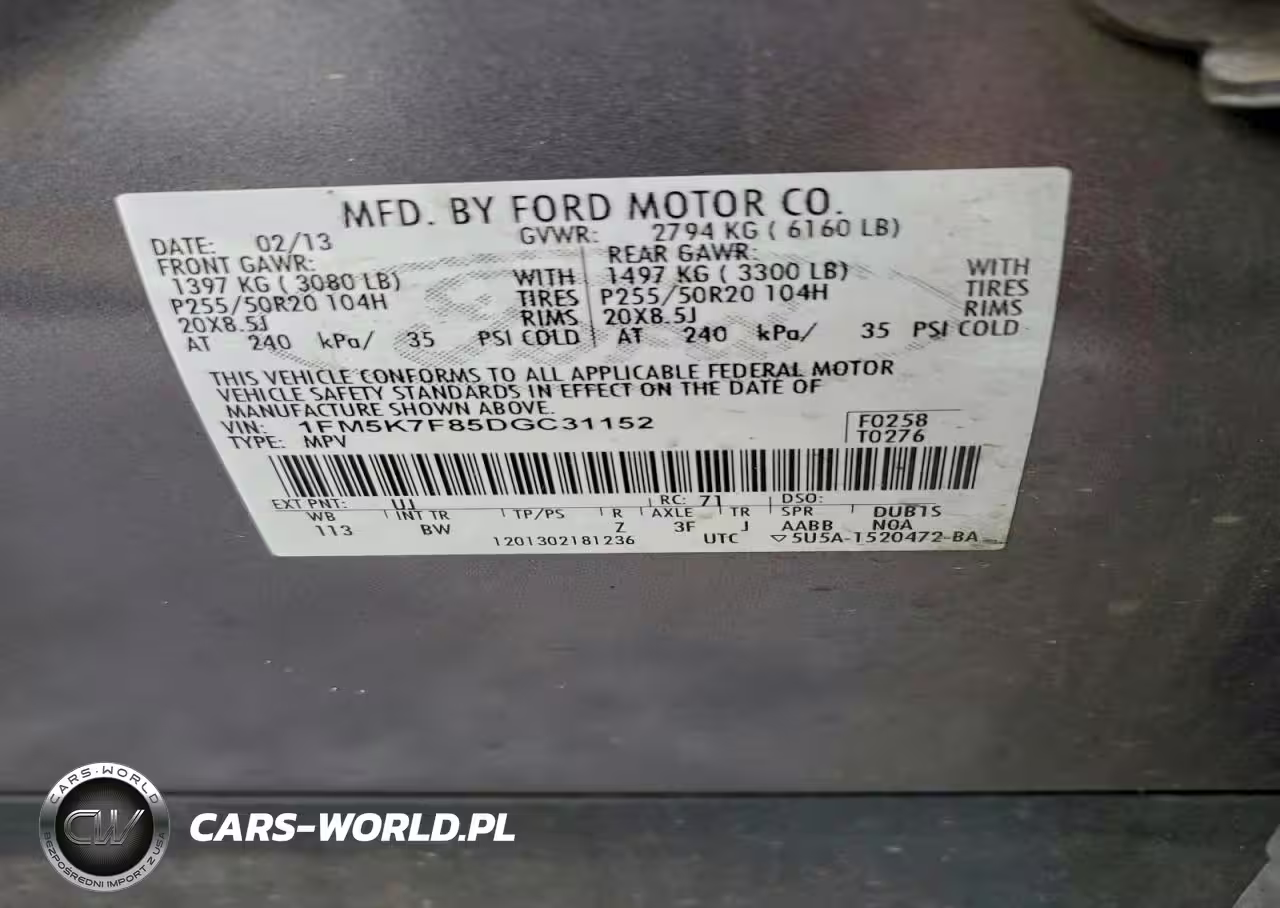 MFD. BY FORD MOTOR CO.
DATE: 02/13 GVWR: 2794 KG ( 6160 LB)
FRONT GAWR: REAR GAWR:
1397 KG ( 3080 LB) WITH 1497 KG ( 3300 LB) WITH
P255/50R20 104H TIRES P255/50R20 104H TIRES
20X8.5J RIMS 20X8.5J RIMS
AT 240 kPa/ 35 PSI COLD AT 240 kPa/ 35 PSI COLD
THIS VEHICLE CONFORMS TO ALL APPLICABLE FEDERAL MOTOR
VEHICLE SAFETY STANDARDS IN EFFECT ON THE DATE OF
MANUFACTURE SHOWN ABOVE.
VIN: 1FM5K7F85DGC31152 F0258
TYPE: MPV T0276
EXT PNT: UJ RC: 71 DSO:
WB INT TR TP/PS R AXLE TR SPR DUB1S
113 BW Z 3F J AABB N0A
1201302181236 UTC ▽5U5A-1520472-BA
CARS-WORLD
CW
BEZPOŚREDNI IMPORT Z USA
CARS-WORLD.PL